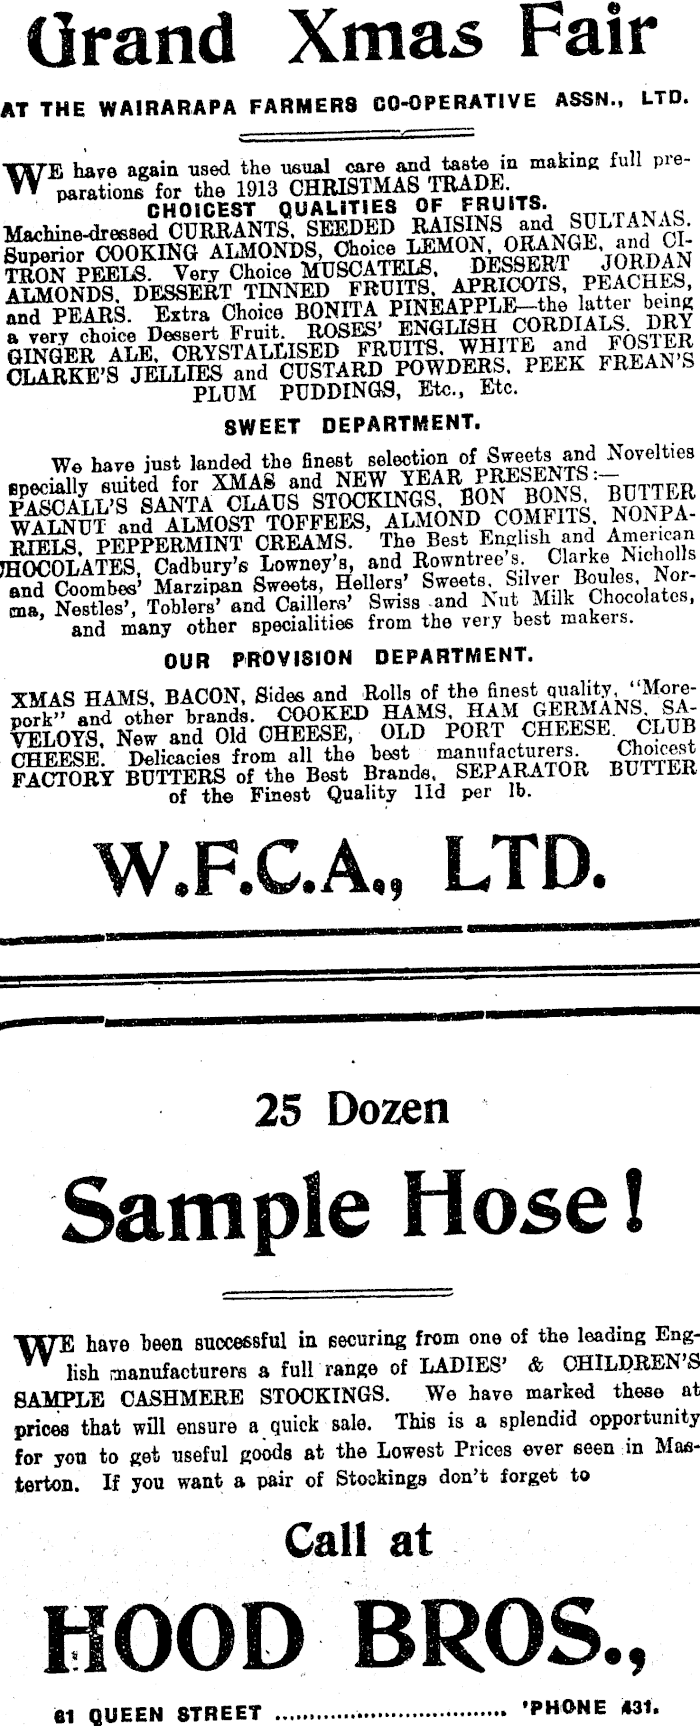 Grand Xmas Fair
AT THE WAIRARAPA FARMERS CO-OPERATIVE ASSN., LTD.
WE have again used the usual care and taste in making full pre-
parations for the 1913 CHRISTMAS TRADE.
CHOICEST QUALITIES OF FRUITS.
Machine-dressed CURRANTS, SEEDED RAISINS and SULTANAS.
Superior COOKING ALMONDS, Choice LEMON, ORANGE, and CI-
TRON PEELS. Very Choice MUSCATELS, DESSERT JORDAN
ALMONDS, DESSERT TINNED FRUITS, APRICOTS, PEACHES,
and PEARS. Extra Choice BONITA PINEAPPLE—the latter being
a very choice Dessert Fruit. ROSES' ENGLISH CORDIALS. DRY
GINGER ALE, CRYSTALLISED FRUITS. WHITE and FOSTER
CLARKE'S JELLIES and CUSTARD POWDERS. PEEK FREAN'S
PLUM PUDDINGS, Etc., Etc.
SWEET DEPARTMENT.
We have just landed the finest selection of Sweets and Novelties
specially suited for XMAS and NEW YEAR PRESENTS:—
PASCALL'S SANTA CLAUS STOCKINGS, BON BONS, BUTTER
WALNUT and ALMOST TOFFEES, ALMOND COMFITS, NONPA-
RIELS, PEPPERMINT CREAMS. The Best English and American
CHOCOLATES, Cadbury's Lowney's, and Rowntree's. Clarke Nicholls
and Coombes' Marzipan Sweets, Hellers' Sweets, Silver Boules, Nor-
ma, Nestles', Toblers' and Caillers' Swiss and Nut Milk Chocolates,
and many other specialities from the very best makers.
OUR PROVISION DEPARTMENT.
XMAS HAMS, BACON, Sides and Rolls of the finest quality, "More-
pork" and other brands. COOKED HAMS, HAM GERMANS, SA-
VELOYS, New and Old CHEESE, OLD PORT CHEESE. CLUB
CHEESE. Delicacies from all the best manufacturers. Choicest
FACTORY BUTTERS of the Best Brands, SEPARATOR BUTTER
of the Finest Quality 11d per lb.
W.F.C.A., LTD.
25 Dozen
Sample Hose!
WE have been successful in securing from one of the leading Eng-
lish manufacturers a full range of LADIES' & CHILDREN'S
SAMPLE CASHMERE STOCKINGS. We have marked these at
prices that will ensure a quick sale. This is a splendid opportunity
for you to get useful goods at the Lowest Prices ever seen in Mas-
terton. If you want a pair of Stockings don't forget to
Call at
HOOD BROS.,
61 QUEEN STREET .................................. 'PHONE 431.